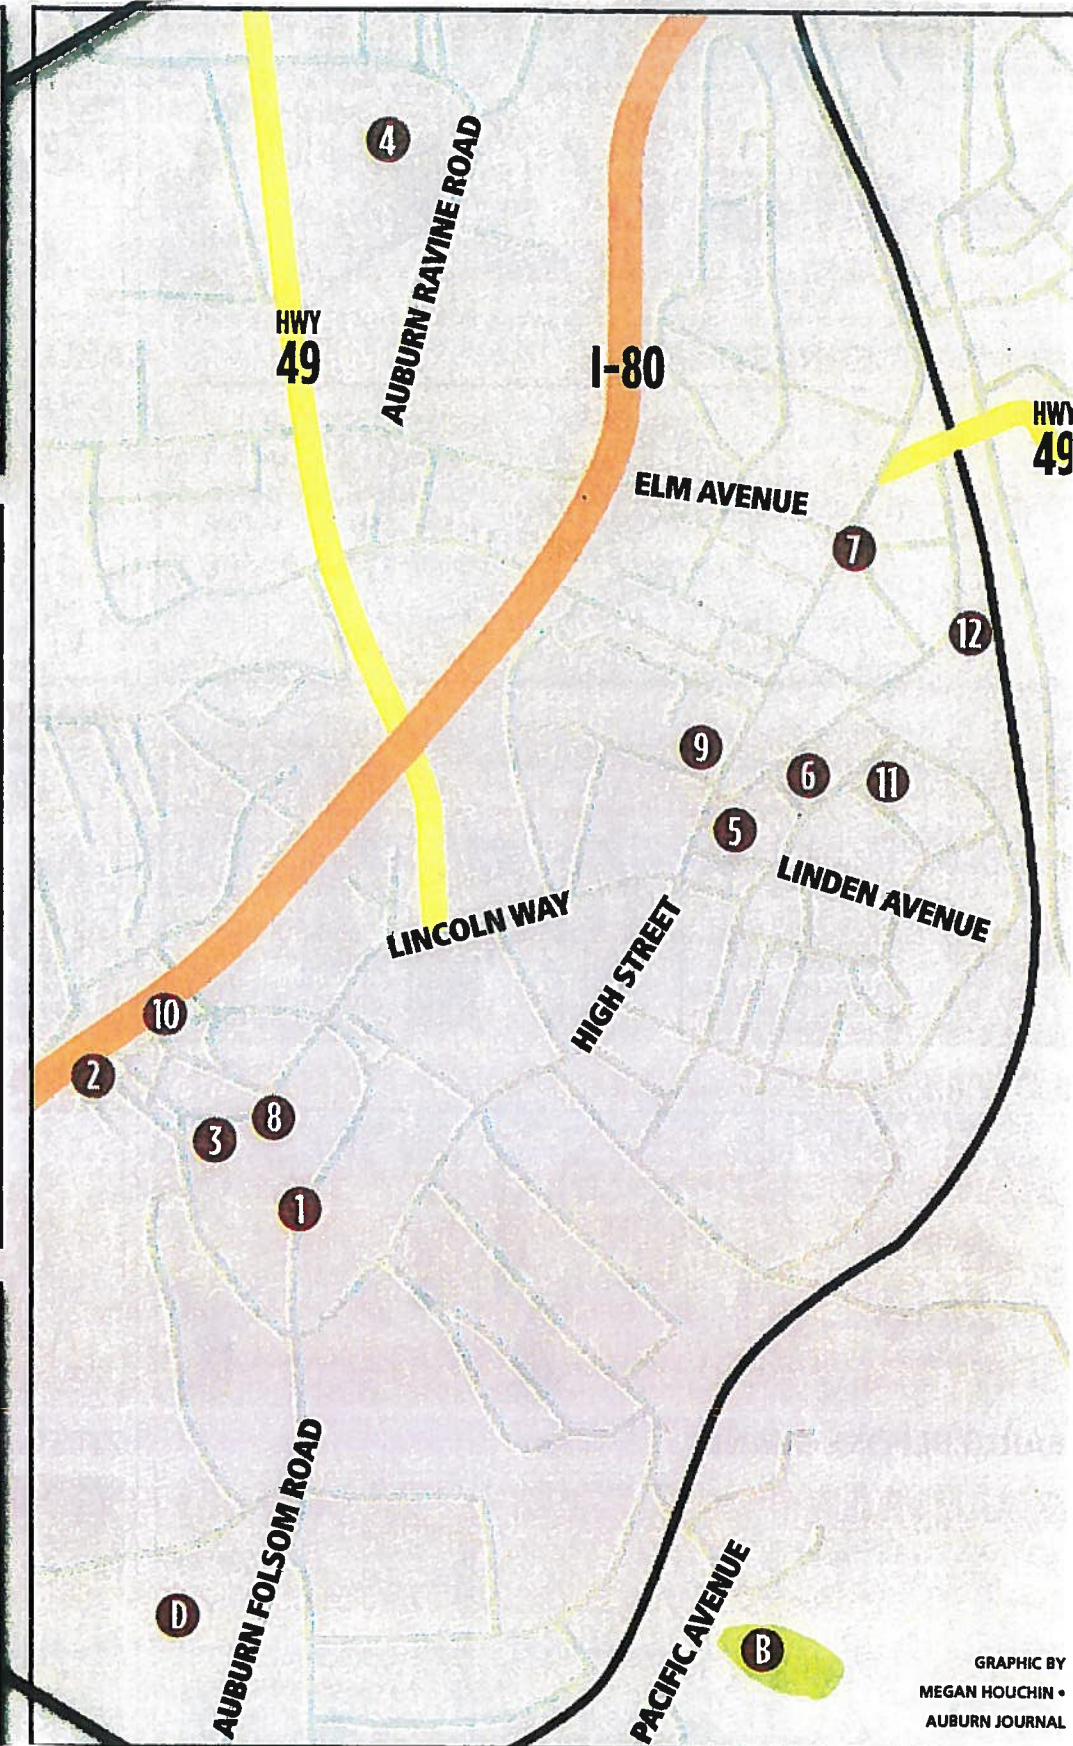 4
AUBURN RAVINE ROAD
HWY
49
I-80
HWY
49
ELM AVENUE
7
12
9
6
11
5
LINDEN AVENUE
LINCOLN WAY
HIGH STREET
10
2
8
3
1
AUBURN FOLSOM ROAD
D
PACIFIC AVENUE
B
GRAPHIC BY
MEGAN HOUCHIN •
AUBURN JOURNAL